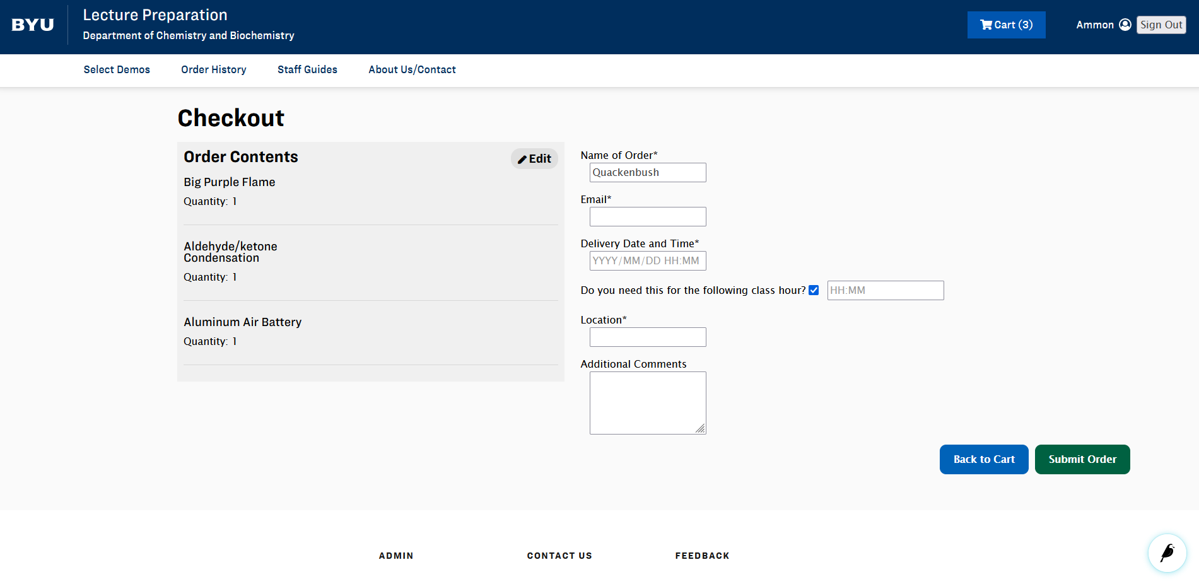 BYU
Lecture Preparation
Department of Chemistry and Biochemistry
Cart (3)
Ammon
Sign Out
Select Demos
Order History
Staff Guides
About Us/Contact
Checkout
Order Contents
Edit
Big Purple Flame
Quantity: 1
Aldehyde/ketone
Condensation
Quantity: 1
Aluminum Air Battery
Quantity: 1
Name of Order*
Quackenbush
Email*
Delivery Date and Time*
YYYY/MM/DD HH:MM
Do you need this for the following class hour?
HH:MM
Location*
Additional Comments
Back to Cart
Submit Order
ADMIN
CONTACT US
FEEDBACK